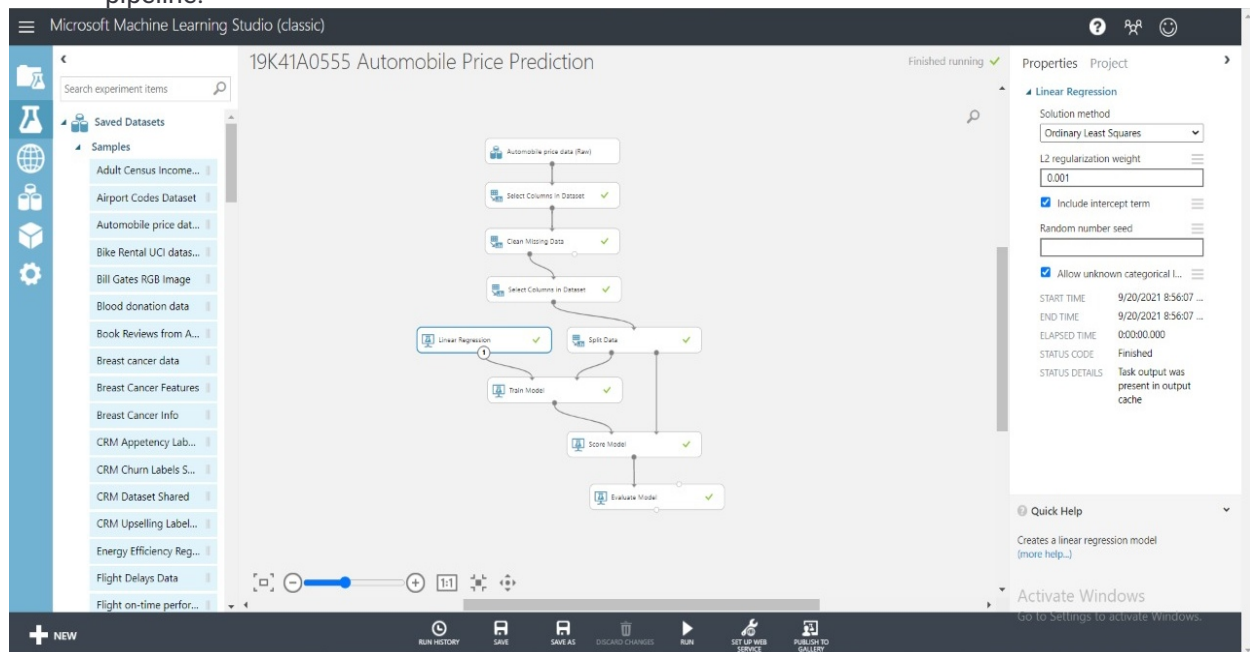 pipeline.
Microsoft Machine Learning Studio (classic)
Search experiment items
Saved Datasets
Samples
Adult Census Income...
Airport Codes Dataset
Automobile price dat...
Bike Rental UCI datas...
Bill Gates RGB Image
Blood donation data
Book Reviews from A...
Breast cancer data
Breast Cancer Features
Breast Cancer Info
CRM Appetency Lab...
CRM Churn Labels S...
CRM Dataset Shared
CRM Upselling Label...
Energy Efficiency Reg...
Flight Delays Data
Flight on-time perfor...
19K41A0555 Automobile Price Prediction
Finished running
Automobile price data (Raw)
Select Columns in Dataset
Clean Missing Data
Select Columns in Dataset
Linear Regression
1
Split Data
Train Model
Score Model
Evaluate Model
1:1
Properties Project
Linear Regression
Solution method
Ordinary Least Squares
L2 regularization weight
0.001
Include intercept term
Random number seed
Allow unknown categorical l...
START TIME 9/20/2021 8:56:07 ...
END TIME 9/20/2021 8:56:07 ...
ELAPSED TIME 0:00:00.000
STATUS CODE Finished
STATUS DETAILS Task output was
present in output
cache
Quick Help
Creates a linear regression model
(more help...)
Activate Windows
Go to Settings to activate Windows.
NEW
RUN HISTORY
SAVE
SAVE AS
DISCARD CHANGES
RUN
SET UP WEB
SERVICE
PUBLISH TO
GALLERY